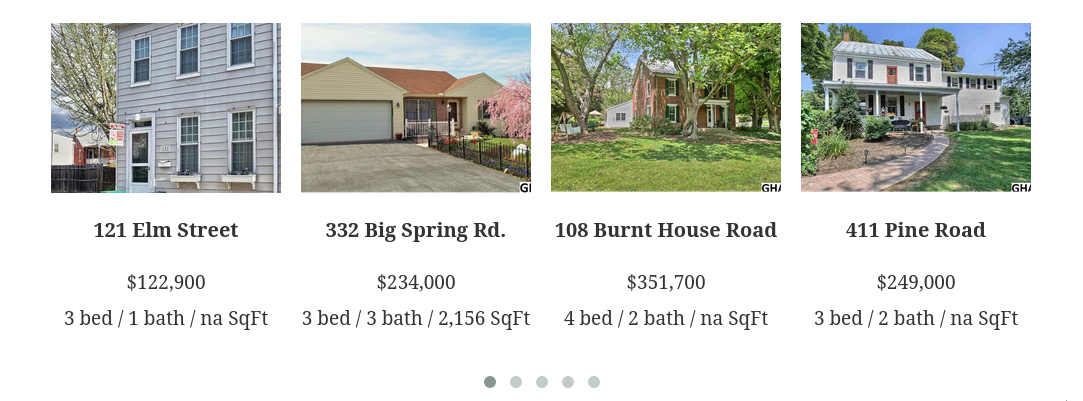 121 Elm Street
$122,900
3 bed / 1 bath / na SqFt
332 Big Spring Rd.
$234,000
3 bed / 3 bath / 2,156 SqFt
108 Burnt House Road
$351,700
4 bed / 2 bath / na SqFt
GHA
411 Pine Road
$249,000
3 bed / 2 bath / na SqFt
GHA